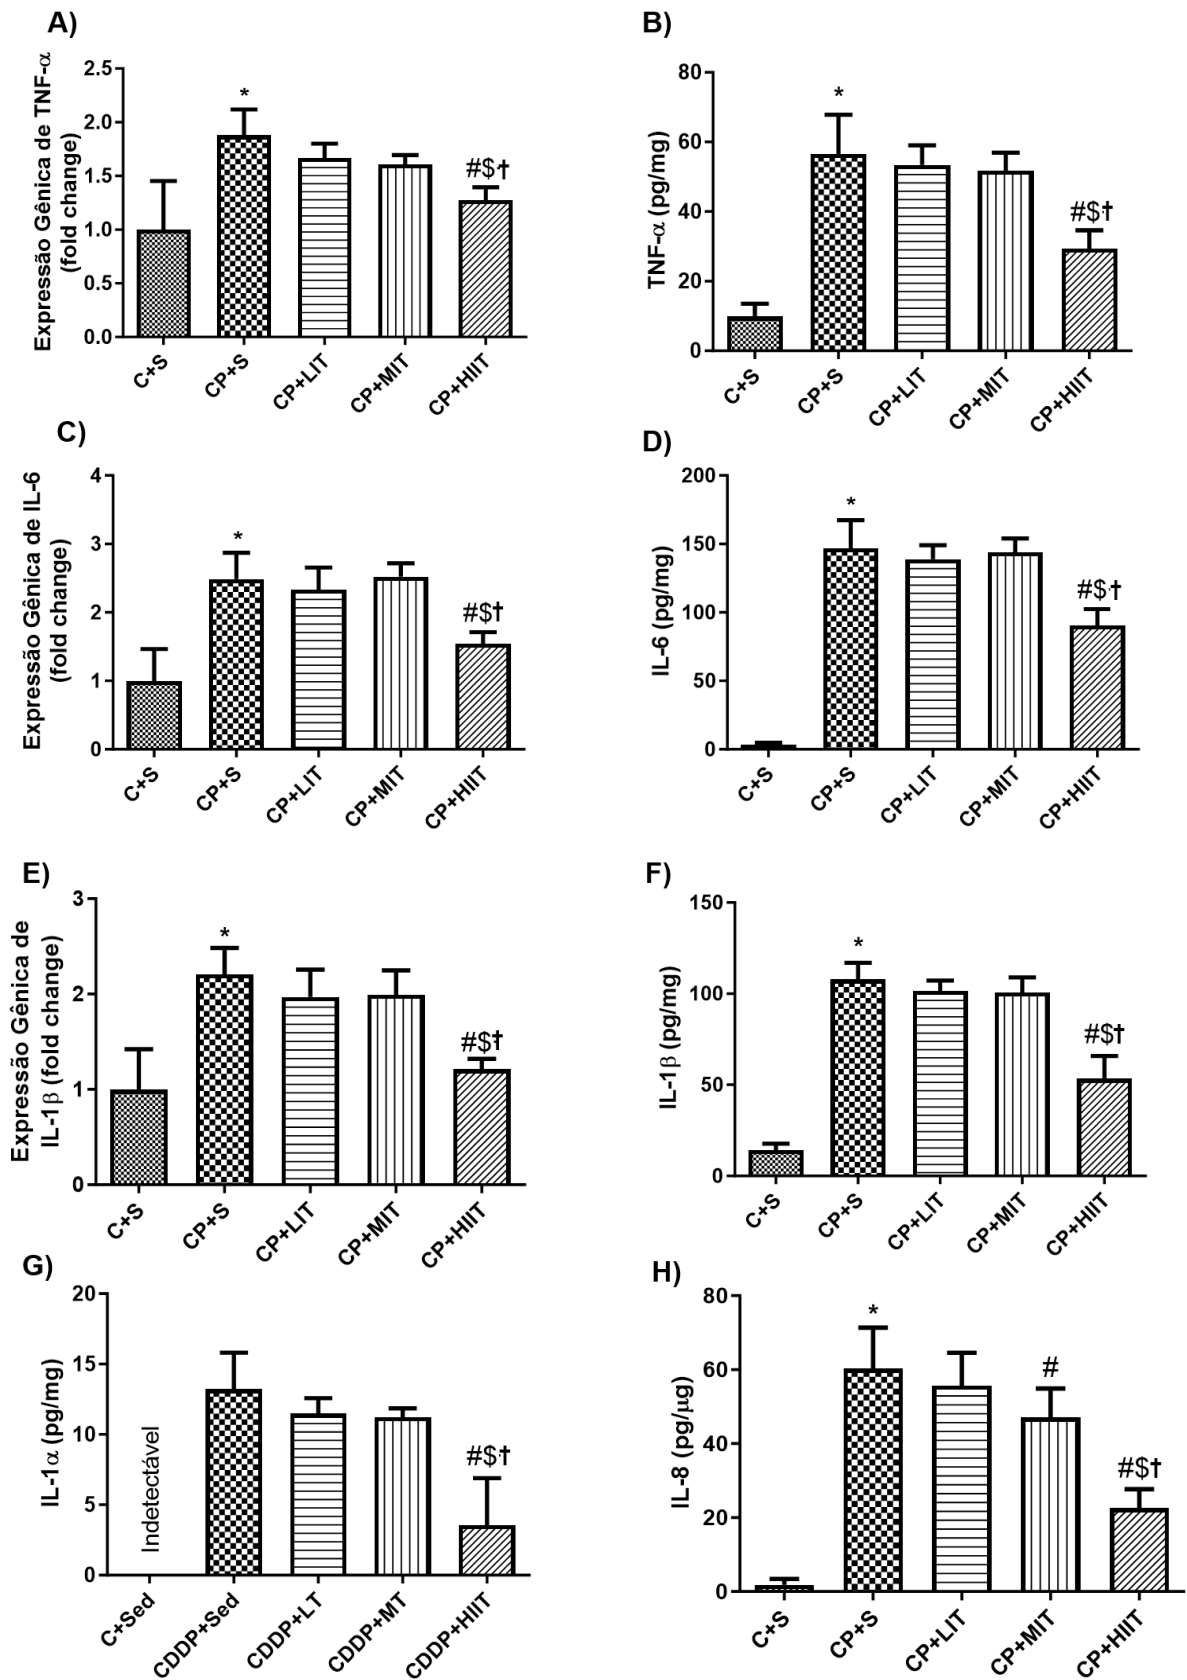 A)
Expressão Gênica de TNF-α
(fold change)
2.5
2.0
1.5
1.0
0.5
0.0
*
#$†
C+S
CP+S
CP+LIT
CP+MIT
CP+HIIT
B)
TNF-α (pg/mg)
80
60
40
20
0
*
#$†
C+S
CP+S
CP+LIT
CP+MIT
CP+HIIT
C)
Expressão Gênica de IL-6
(fold change)
4
3
2
1
0
*
#$†
C+S
CP+S
CP+LIT
CP+MIT
CP+HIIT
D)
IL-6 (pg/mg)
200
150
100
50
0
*
#$†
C+S
CP+S
CP+LIT
CP+MIT
CP+HIIT
E)
Expressão Gênica de
IL-1β (fold change)
3
2
1
0
*
#$†
C+S
CP+S
CP+LIT
CP+MIT
CP+HIIT
F)
IL-1β (pg/mg)
150
100
50
0
*
#$†
C+S
CP+S
CP+LIT
CP+MIT
CP+HIIT
G)
IL-1α (pg/mg)
20
15
10
5
0
Indetectável
#$†
C+Sed
CDDP+Sed
CDDP+LT
CDDP+MT
CDDP+HIIT
H)
IL-8 (pg/μg)
80
60
40
20
0
*
#
#$†
C+S
CP+S
CP+LIT
CP+MIT
CP+HIIT